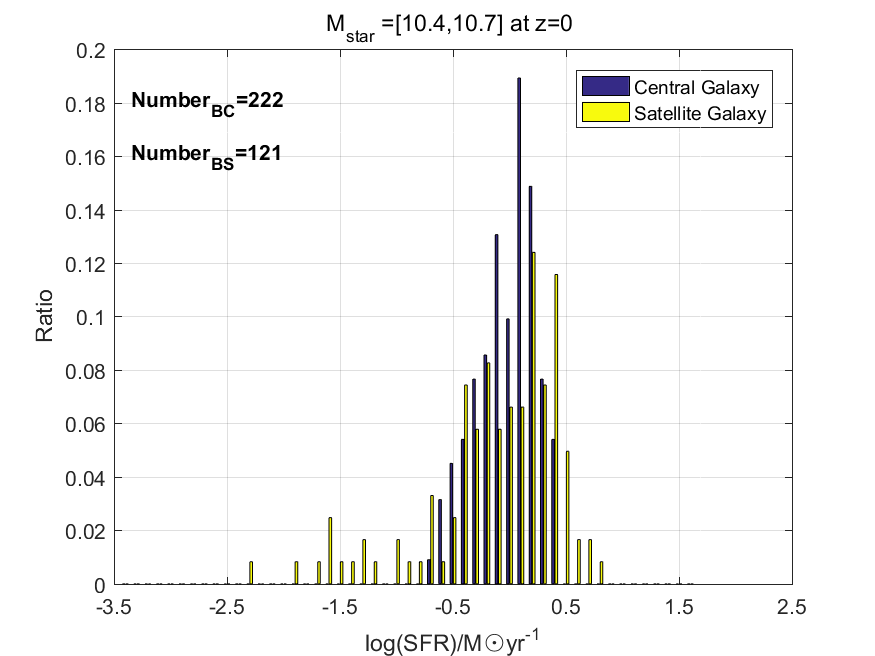 M_star =[10.4,10.7] at z=0
Number_BC=222
Number_BS=121
Central Galaxy
Satellite Galaxy
Ratio
0.2
0.18
0.16
0.14
0.12
0.1
0.08
0.06
0.04
0.02
0
-3.5 -2.5 -1.5 -0.5 0.5 1.5 2.5
log(SFR)/M☉yr^-1